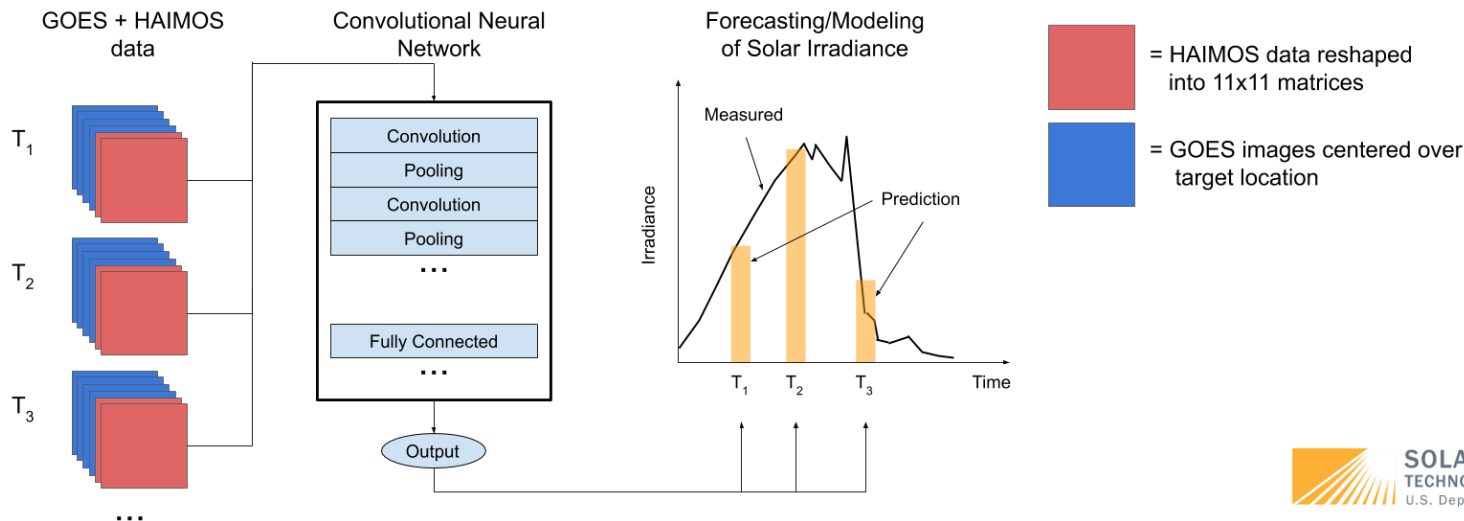 GOES + HAIMOS
data
T1
T2
T3
...
Convolutional Neural
Network
Convolution
Pooling
Convolution
Pooling
...
Fully Connected
...
Output
Forecasting/Modeling
of Solar Irradiance
Irradiance
Measured
Prediction
T1 T2 T3 Time
= HAIMOS data reshaped
into 11x11 matrices
= GOES images centered over
target location
SOLA
TECHNO
U.S. Dep